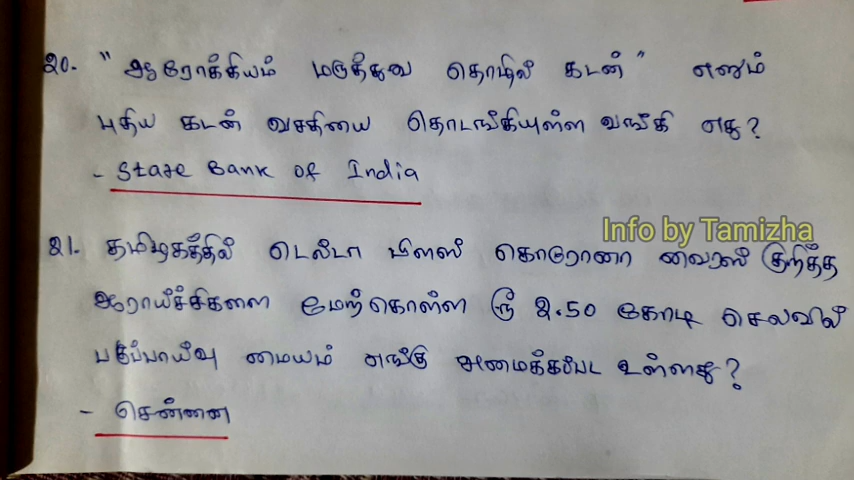 20. "ஆரோக்கியம் மருத்துவ தொழில் கடன்" எனும்
புதிய கடன் வசதியை தொடங்கியுள்ள வங்கி எது?
- State Bank of India
Info by Tamizha
21. தமிழகத்தில் டெல்டா பிளஸ் கொரோனா வைரஸ் குறித்த
ஆராய்ச்சிகளை மேற்கொள்ள ரூ 2.50 கோடி செலவில்
பகுப்பாய்வு மையம் எங்கு அமைக்கப்பட உள்ளது?
- சென்னை